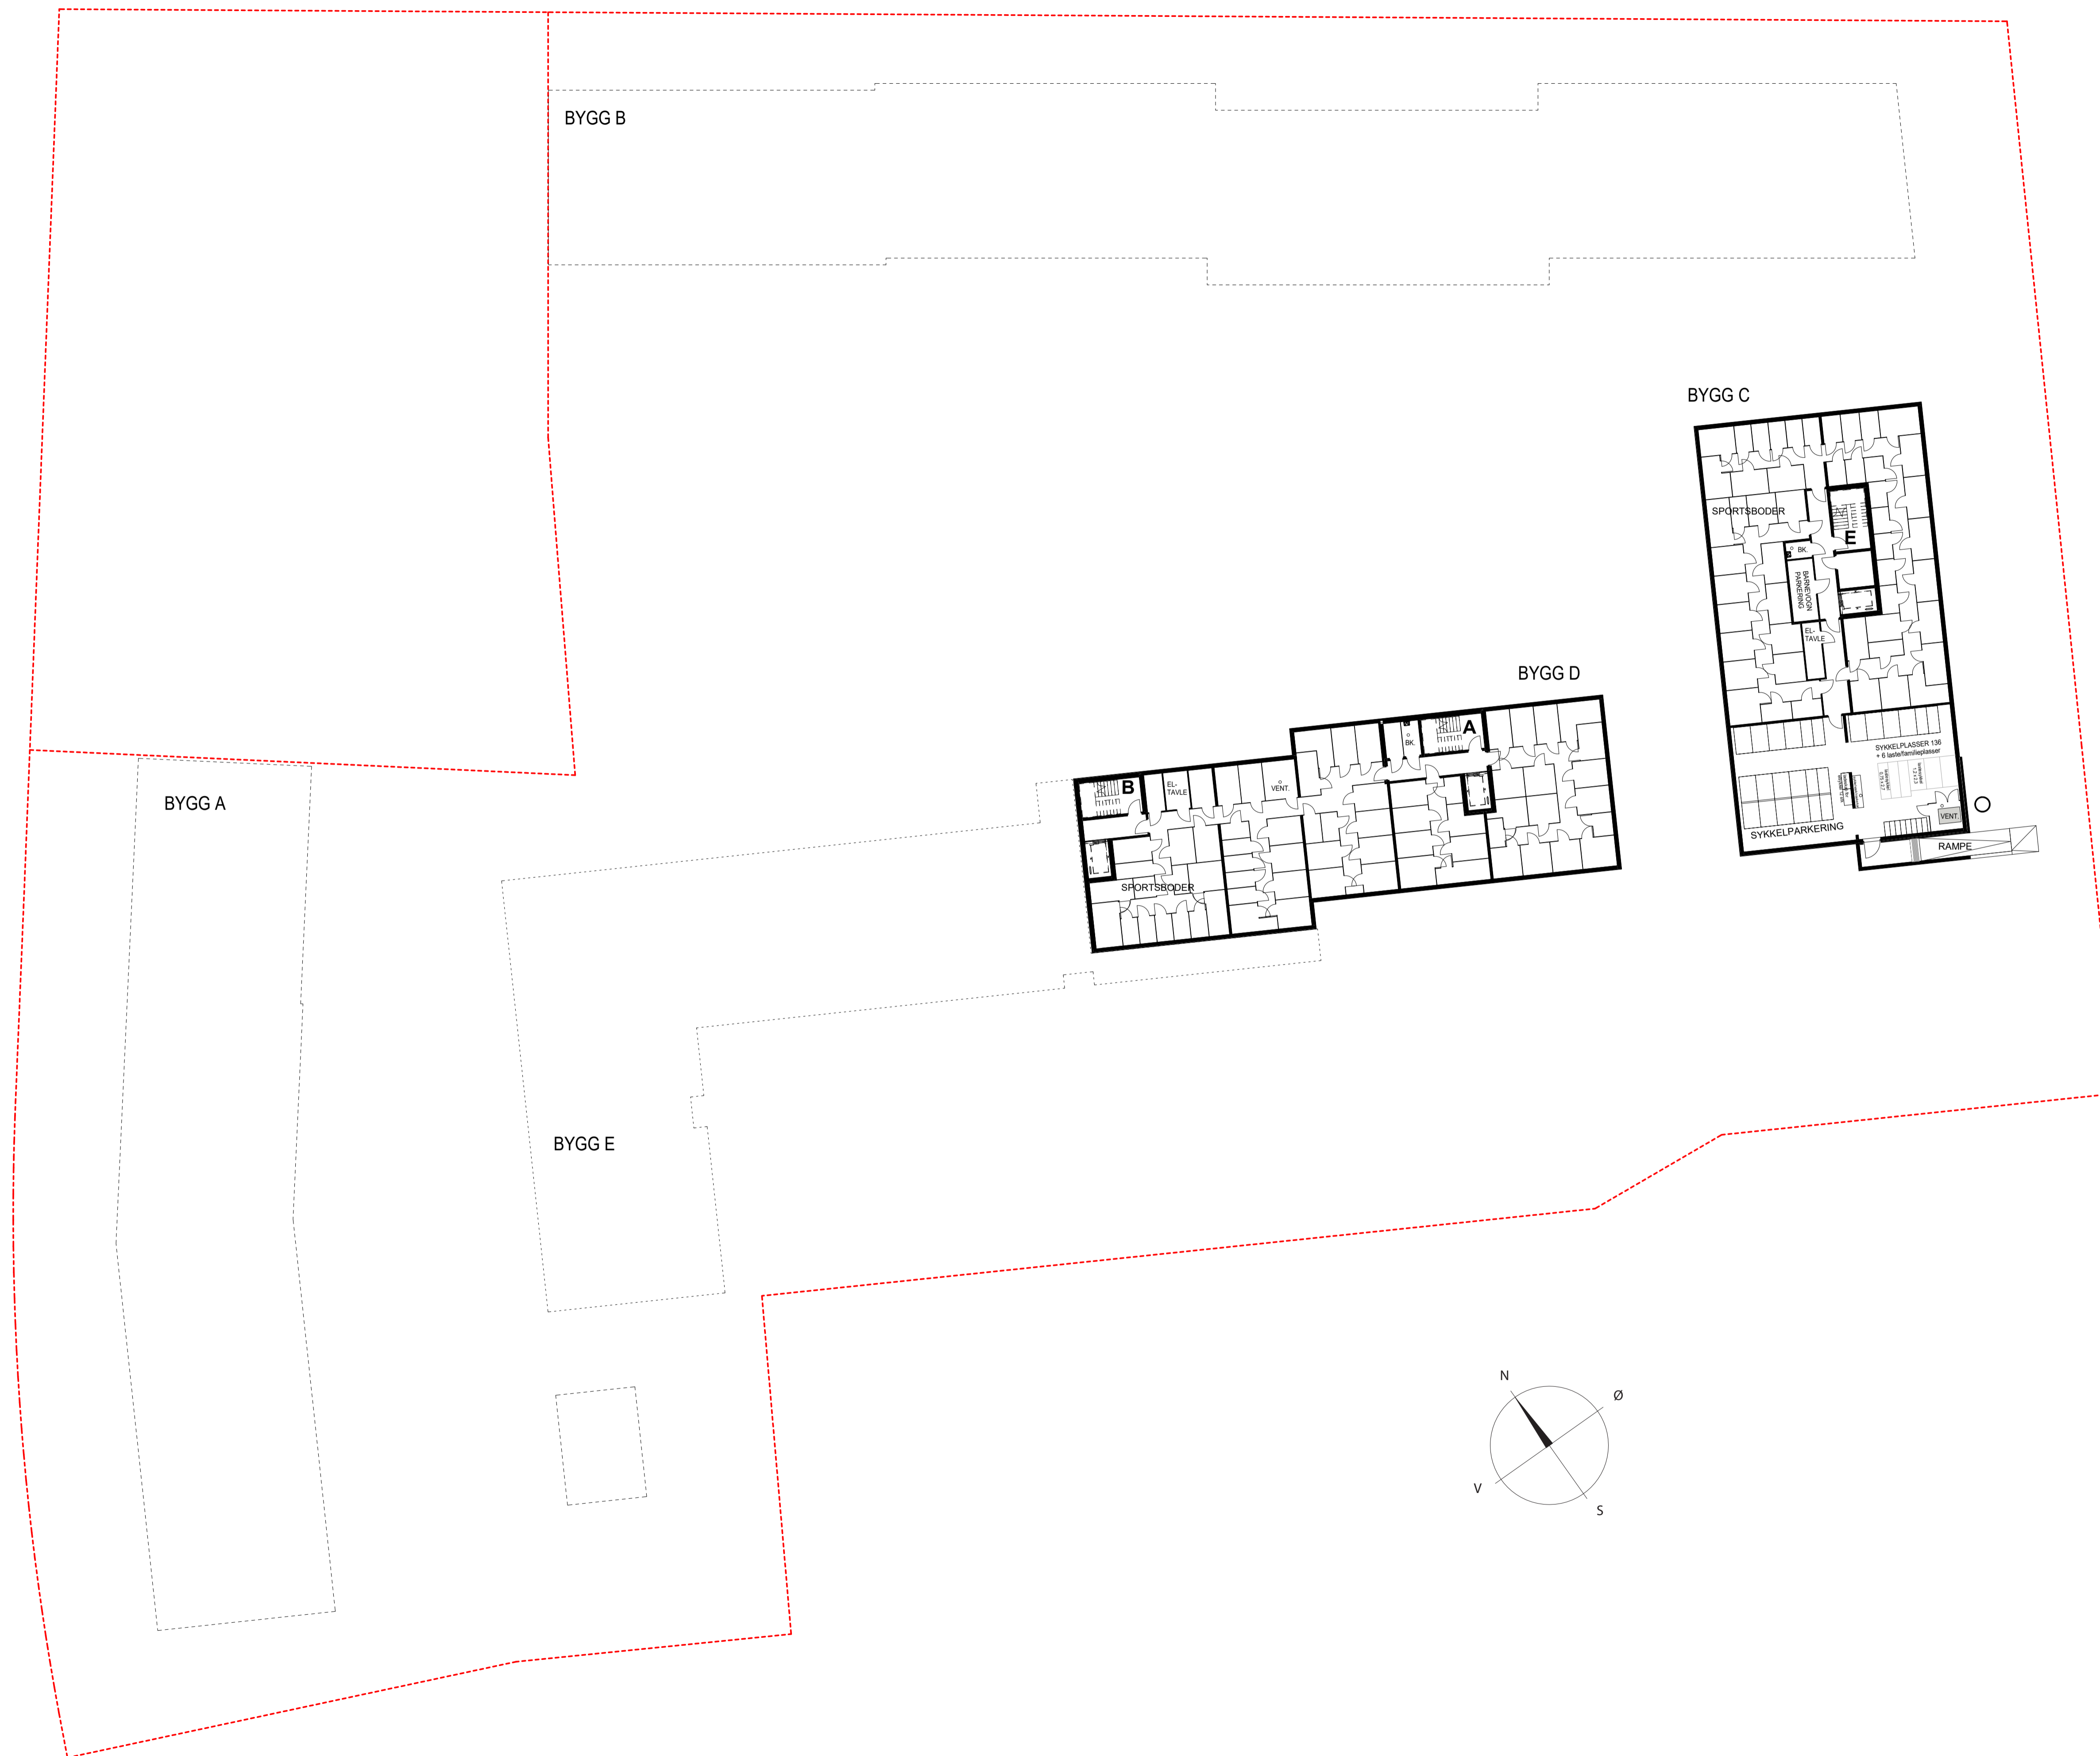 BYGG B
BYGG C
SPORTSBODER
E
BK.
BARNEVOGN
PARKERING
EL-
TAVLE
BYGG D
A
BK.
SYKKELPLASSER 136
+ 6 laste/familieplasser
BYGG A
B
EL-
TAVLE
VENT.
VENT.
SYKKELPARKERING
RAMPE
SPORTSBODER
BYGG E
N
Ø
V
S